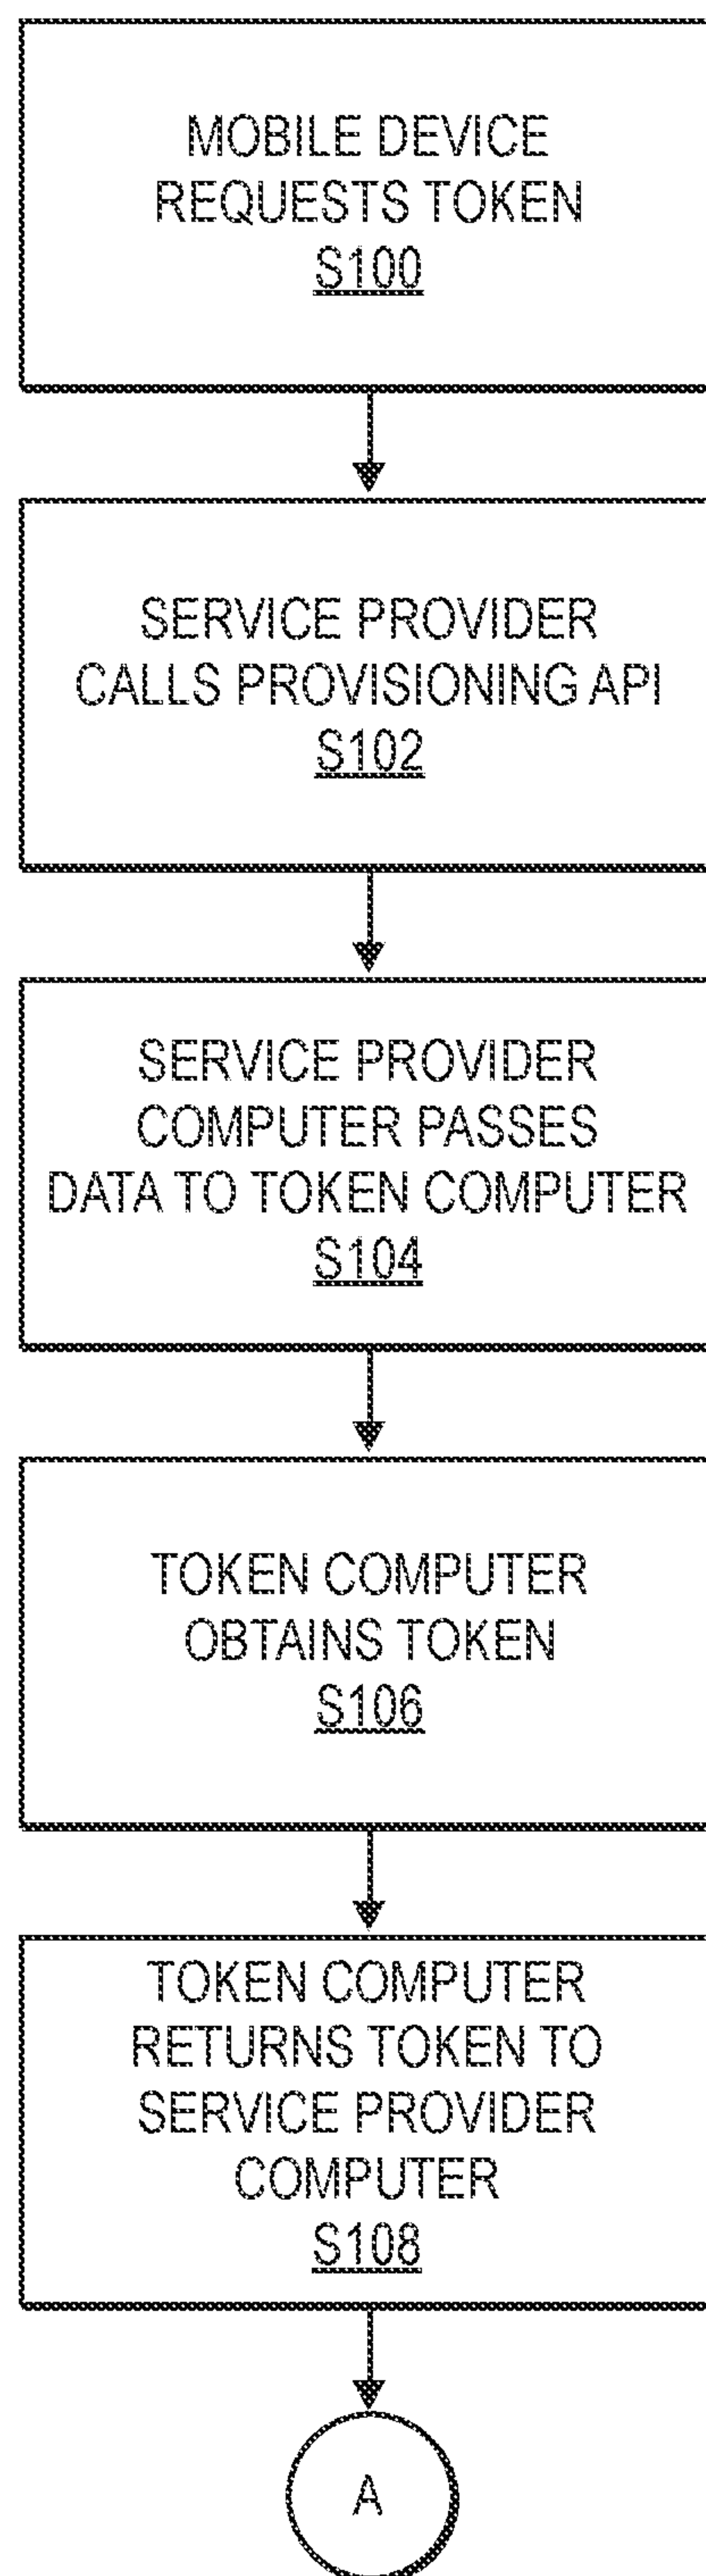 MOBILE DEVICE
REQUESTS TOKEN
S100
SERVICE PROVIDER
CALLS PROVISIONING API
S102
SERVICE PROVIDER
COMPUTER PASSES
DATA TO TOKEN COMPUTER
S104
TOKEN COMPUTER
OBTAINS TOKEN
S106
TOKEN COMPUTER
RETURNS TOKEN TO
SERVICE PROVIDER
COMPUTER
S108
A